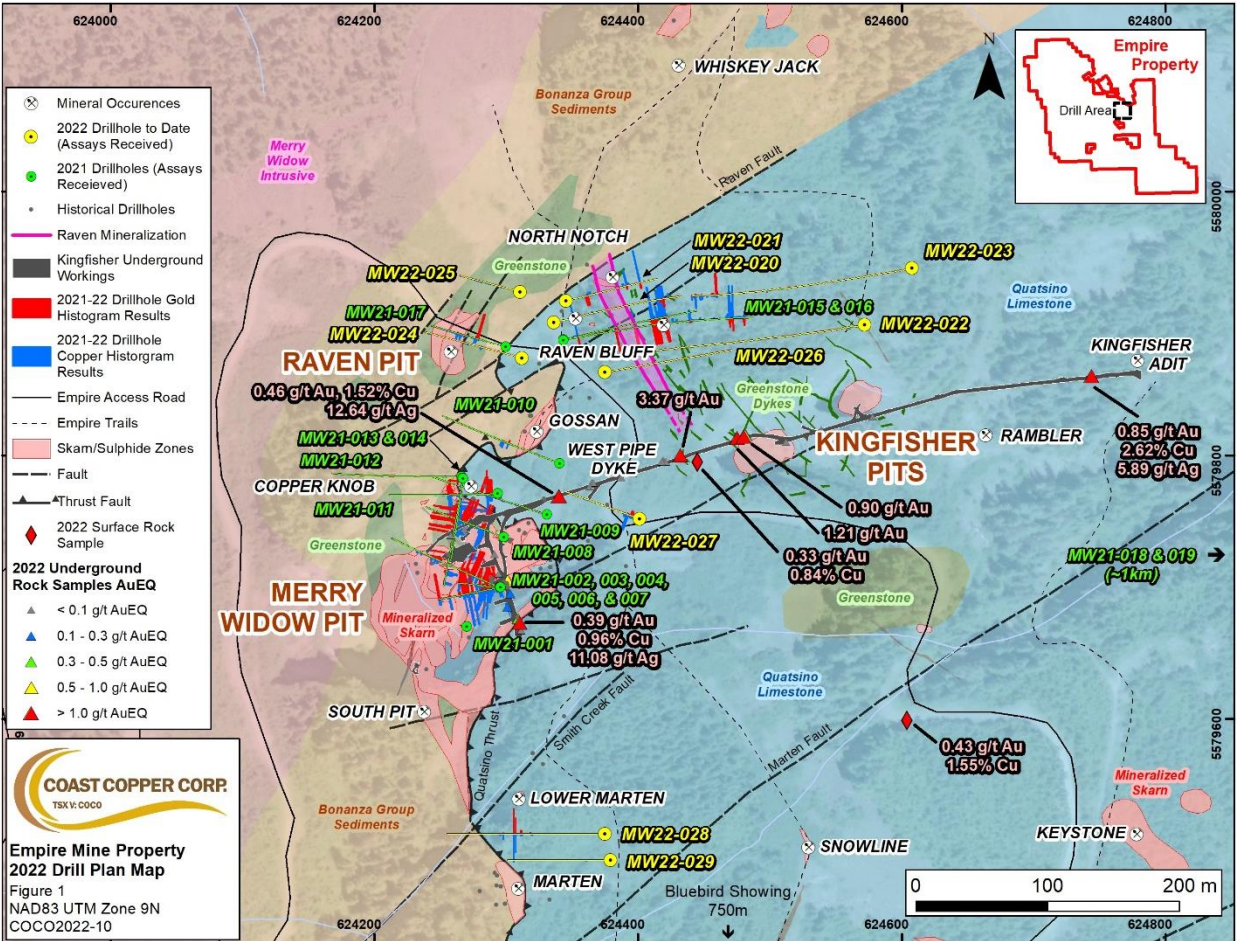 624000
624200
624400
624600
624800
5580000
5579800
5579600
624200
624400
624600
624800
N
Empire
Property
Drill Area
Mineral Occurences
2022 Drillhole to Date
(Assays Received)
2021 Drillholes (Assays
Receieved)
Historical Drillholes
Raven Mineralization
Kingfisher Underground
Workings
2021-22 Drillhole Gold
Histogram Results
2021-22 Drillhole
Copper Historgram
Results
Empire Access Road
Empire Trails
Skarn/Sulphide Zones
Fault
Thrust Fault
2022 Surface Rock
Sample
2022 Underground
Rock Samples AuEQ
< 0.1 g/t AuEQ
0.1 - 0.3 g/t AuEQ
0.3 - 0.5 g/t AuEQ
0.5 - 1.0 g/t AuEQ
> 1.0 g/t AuEQ
COAST COPPER CORP.
TSX V: COCO
Empire Mine Property
2022 Drill Plan Map
Figure 1
NAD83 UTM Zone 9N
COCO2022-10
WHISKEY JACK
Bonanza Group
Sediments
Merry
Widow
Intrusive
Raven Fault
NORTH NOTCH
Greenstone
MW22-021
MW22-020
MW22-023
MW22-025
MW21-017
MW22-024
MW21-015 & 016
MW22-022
Quatsino
Limestone
RAVEN PIT
RAVEN BLUFF
MW22-026
KINGFISHER
ADIT
0.46 g/t Au, 1.52% Cu
12.64 g/t Ag
MW21-010
GOSSAN
3.37 g/t Au
Greenstone
Dykes
MW21-013 & 014
MW21-012
WEST PIPE
DYKE
KINGFISHER
PITS
RAMBLER
0.85 g/t Au
2.62% Cu
5.89 g/t Ag
COPPER KNOB
MW21-011
MW21-009
MW21-008
MW22-027
0.90 g/t Au
1.21 g/t Au
0.33 g/t Au
0.84% Cu
MW21-018 & 019
(~1km)
Greenstone
MW21-002, 003, 004,
005, 006, & 007
MERRY
WIDOW PIT
Mineralized
Skarn
MW21-001
0.39 g/t Au
0.96% Cu
11.08 g/t Ag
Greenstone
Quatsino
Limestone
SOUTH PIT
Quatsino Thrust
Smith Creek Fault
Marten Fault
0.43 g/t Au
1.55% Cu
Mineralized
Skarn
Bonanza Group
Sediments
LOWER MARTEN
MW22-028
MW22-029
MARTEN
SNOWLINE
KEYSTONE
Bluebird Showing
750m
0 100 200 m